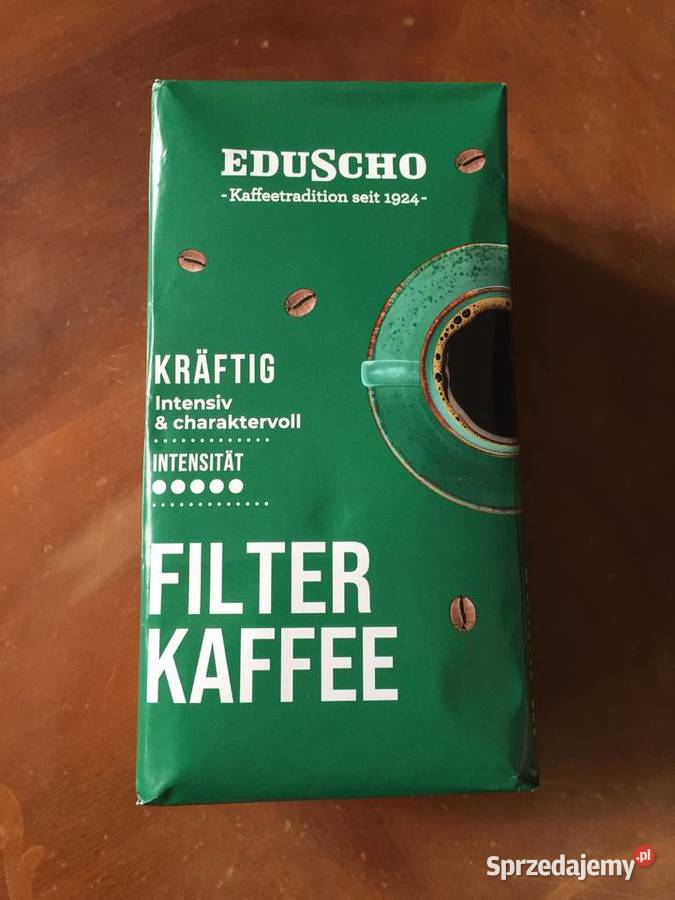 EDUSCHO
-Kaffeetradition seit 1924-
KRÄFTIG
Intensiv
& charaktervoll
INTENSITÄT
FILTER
KAFFEE
Sprzedajemy.pl